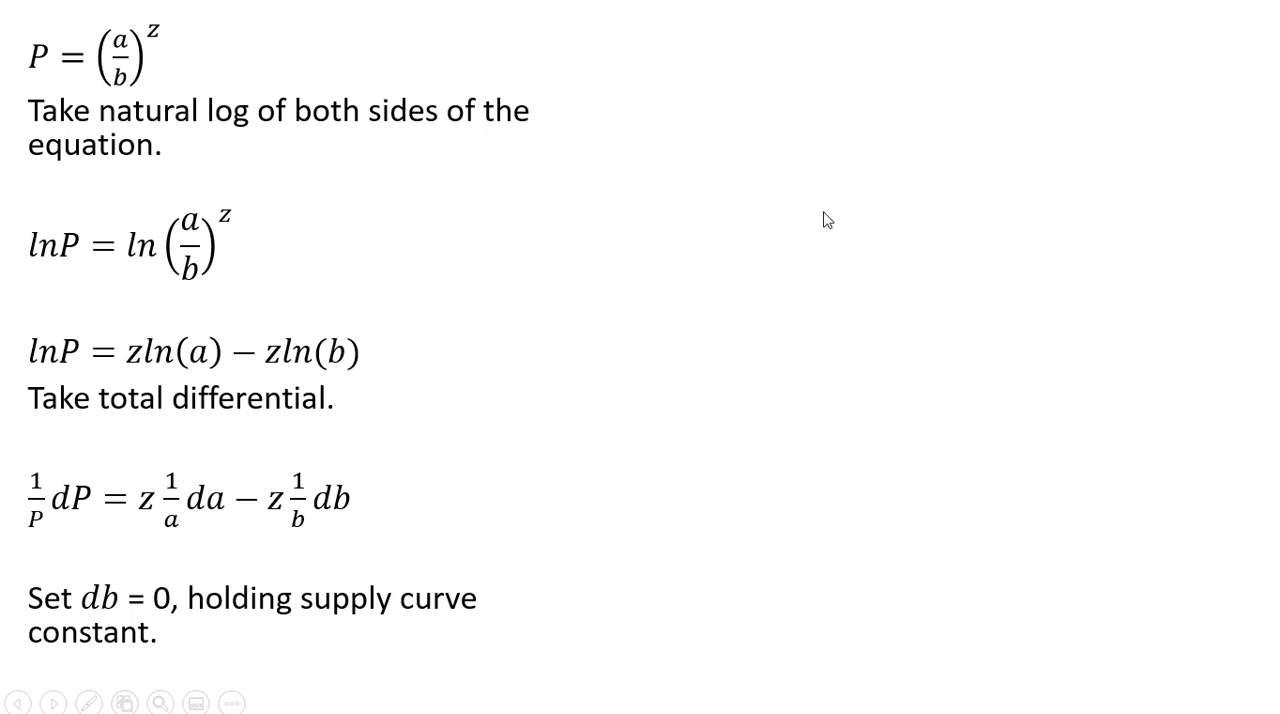 P = (a/b)^z
Take natural log of both sides of the
equation.
lnP = ln(a/b)^z
lnP = zln(a) − zln(b)
Take total differential.
1/P dP = z 1/a da − z 1/b db
Set db = 0, holding supply curve
constant.